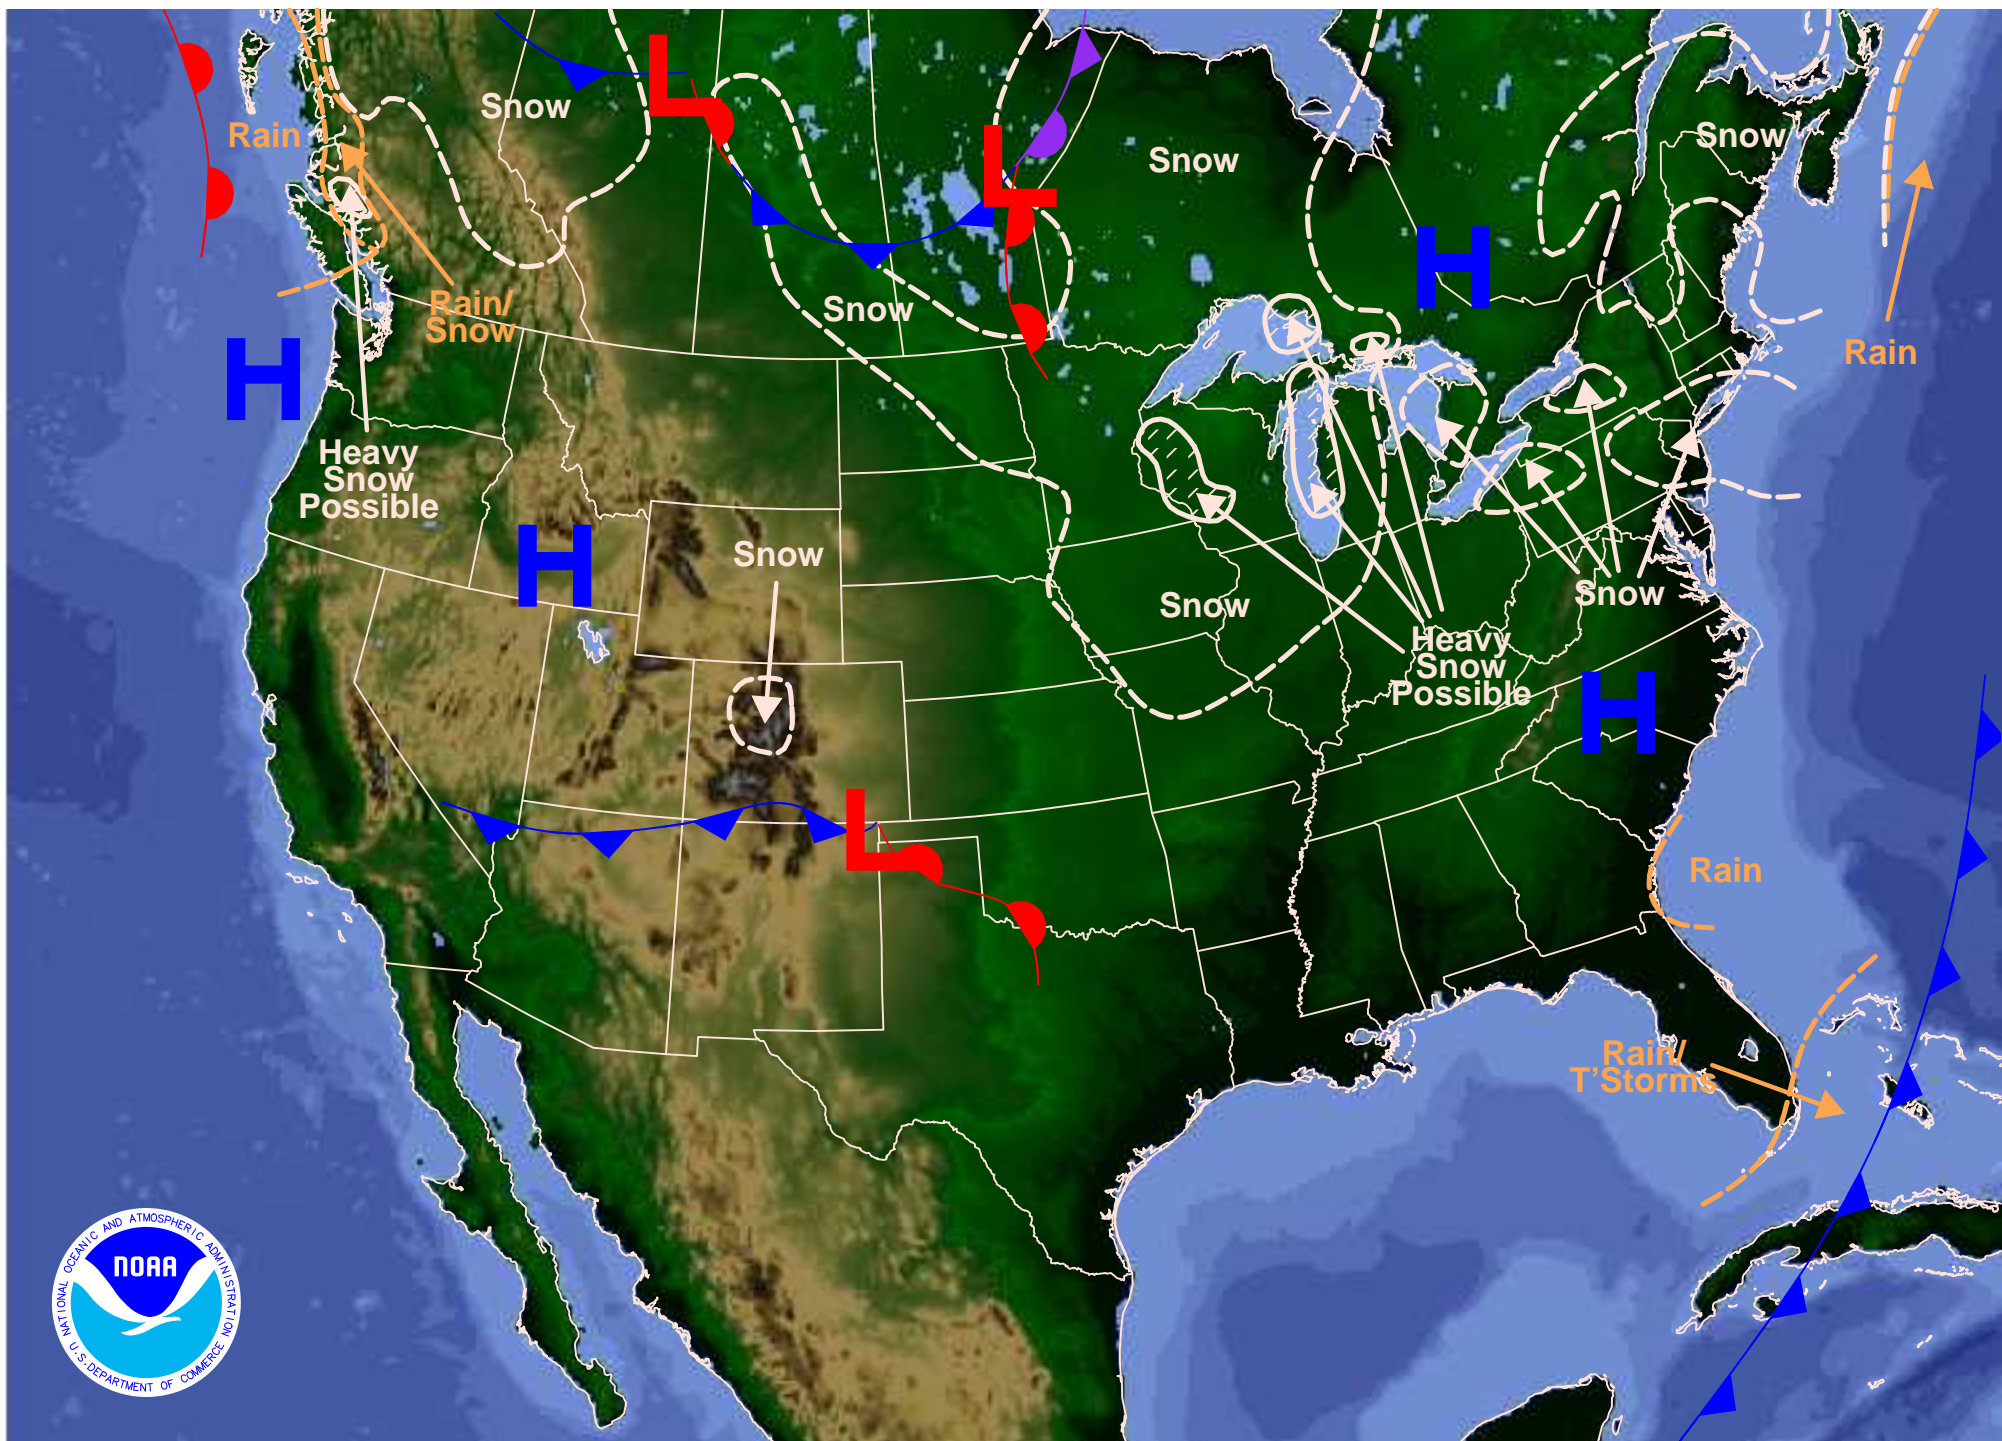 Snow
Rain
Snow
Snow
L
L
H
Rain/
Snow
Snow
H
Rain
H
Heavy
Snow
Possible
H
Snow
Snow
Snow
Heavy
Snow
Possible
H
L
Rain
Rain/
T'Storms
NATIONAL OCEANIC AND ATMOSPHERIC ADMINISTRATION
NOAA
U.S. DEPARTMENT OF COMMERCE